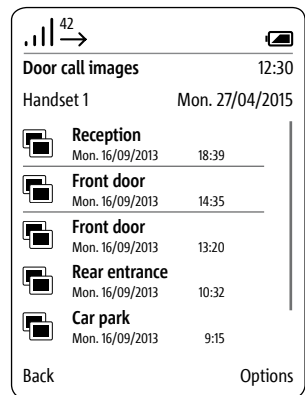 42
Door call images 12:30
Handset 1 Mon. 27/04/2015
Reception
Mon. 16/09/2013 18:39
Front door
Mon. 16/09/2013 14:35
Front door
Mon. 16/09/2013 13:20
Rear entrance
Mon. 16/09/2013 10:32
Car park
Mon. 16/09/2013 9:15
Back Options